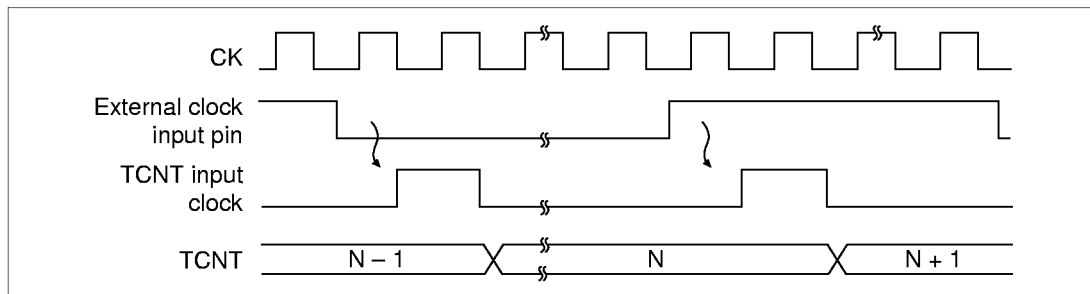 CK
External clock
input pin
TCNT input
clock
TCNT
N – 1
N
N + 1